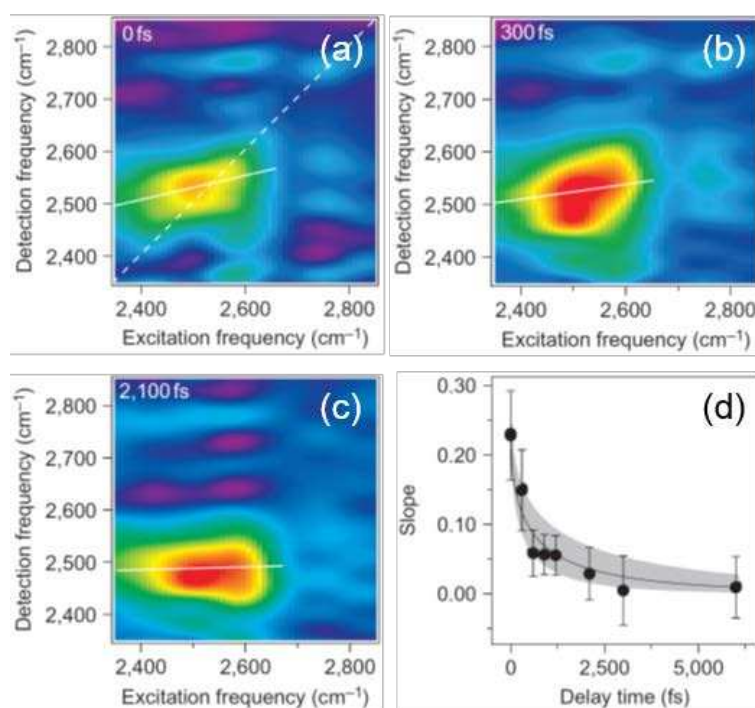 0 fs
(a)
2,800
2,700
2,600
2,500
2,400
Detection frequency (cm⁻¹)
2,400 2,600 2,800
Excitation frequency (cm⁻¹)
300 fs
(b)
2,800
2,700
2,600
2,500
2,400
Detection frequency (cm⁻¹)
2,400 2,600 2,800
Excitation frequency (cm⁻¹)
2,100 fs
(c)
2,800
2,700
2,600
2,500
2,400
Detection frequency (cm⁻¹)
2,400 2,600 2,800
Excitation frequency (cm⁻¹)
(d)
0.30
0.20
0.10
0.00
Slope
0 2,500 5,000
Delay time (fs)